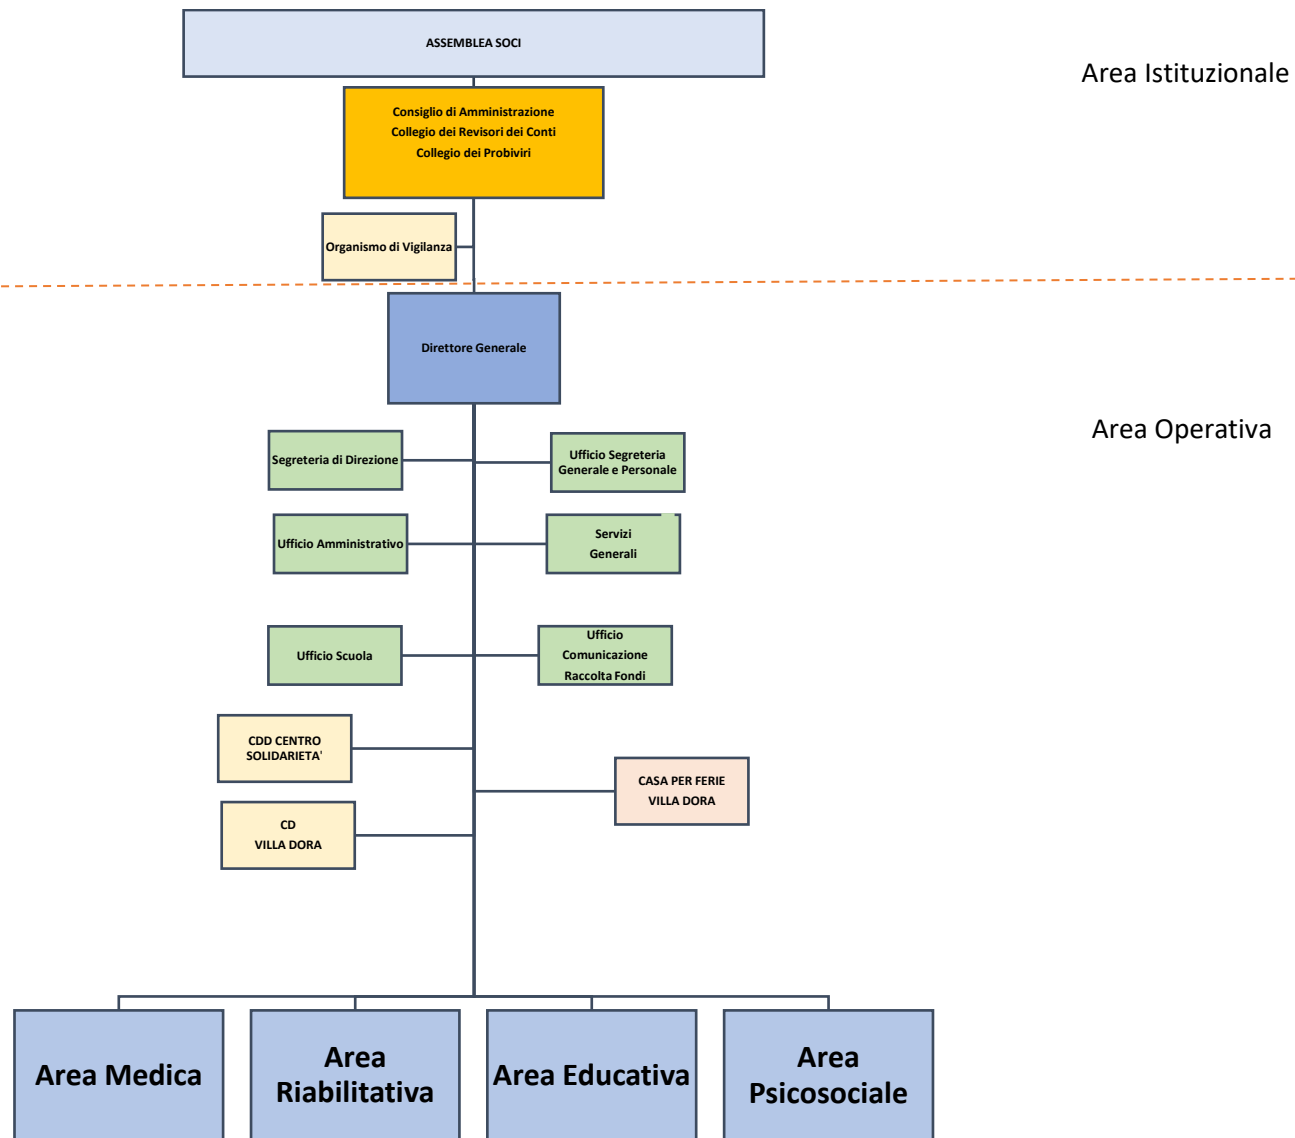 ASSEMBLEA SOCI
Area Istituzionale
Consiglio di Amministrazione
Collegio dei Revisori dei Conti
Collegio dei Probiviri
Organismo di Vigilanza
Direttore Generale
Area Operativa
Segreteria di Direzione
Ufficio Segreteria
Generale e Personale
Ufficio Amministrativo
Servizi
Generali
Ufficio Scuola
Ufficio
Comunicazione
Raccolta Fondi
CDD CENTRO
SOLIDARIETA'
CASA PER FERIE
VILLA DORA
CD
VILLA DORA
Area Medica
Area
Riabilitativa
Area Educativa
Area
Psicosociale